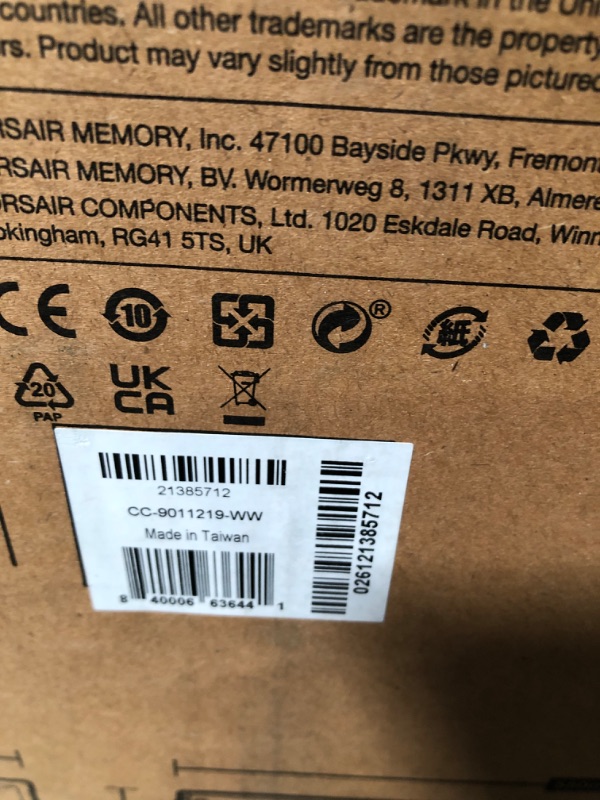 countries. All other trademarks are the property
rs. Product may vary slightly from those pictured
RSAIR MEMORY, Inc. 47100 Bayside Pkwy, Fremont
RSAIR MEMORY, BV. Wormerweg 8, 1311 XB, Almere
ORSAIR COMPONENTS, Ltd. 1020 Eskdale Road, Winn
okingham, RG41 5TS, UK
CE 10 ® 紙
20 UK
PAP CA
21385712
CC-9011219-WW
Made in Taiwan
8 40006 63644 1
026121385712